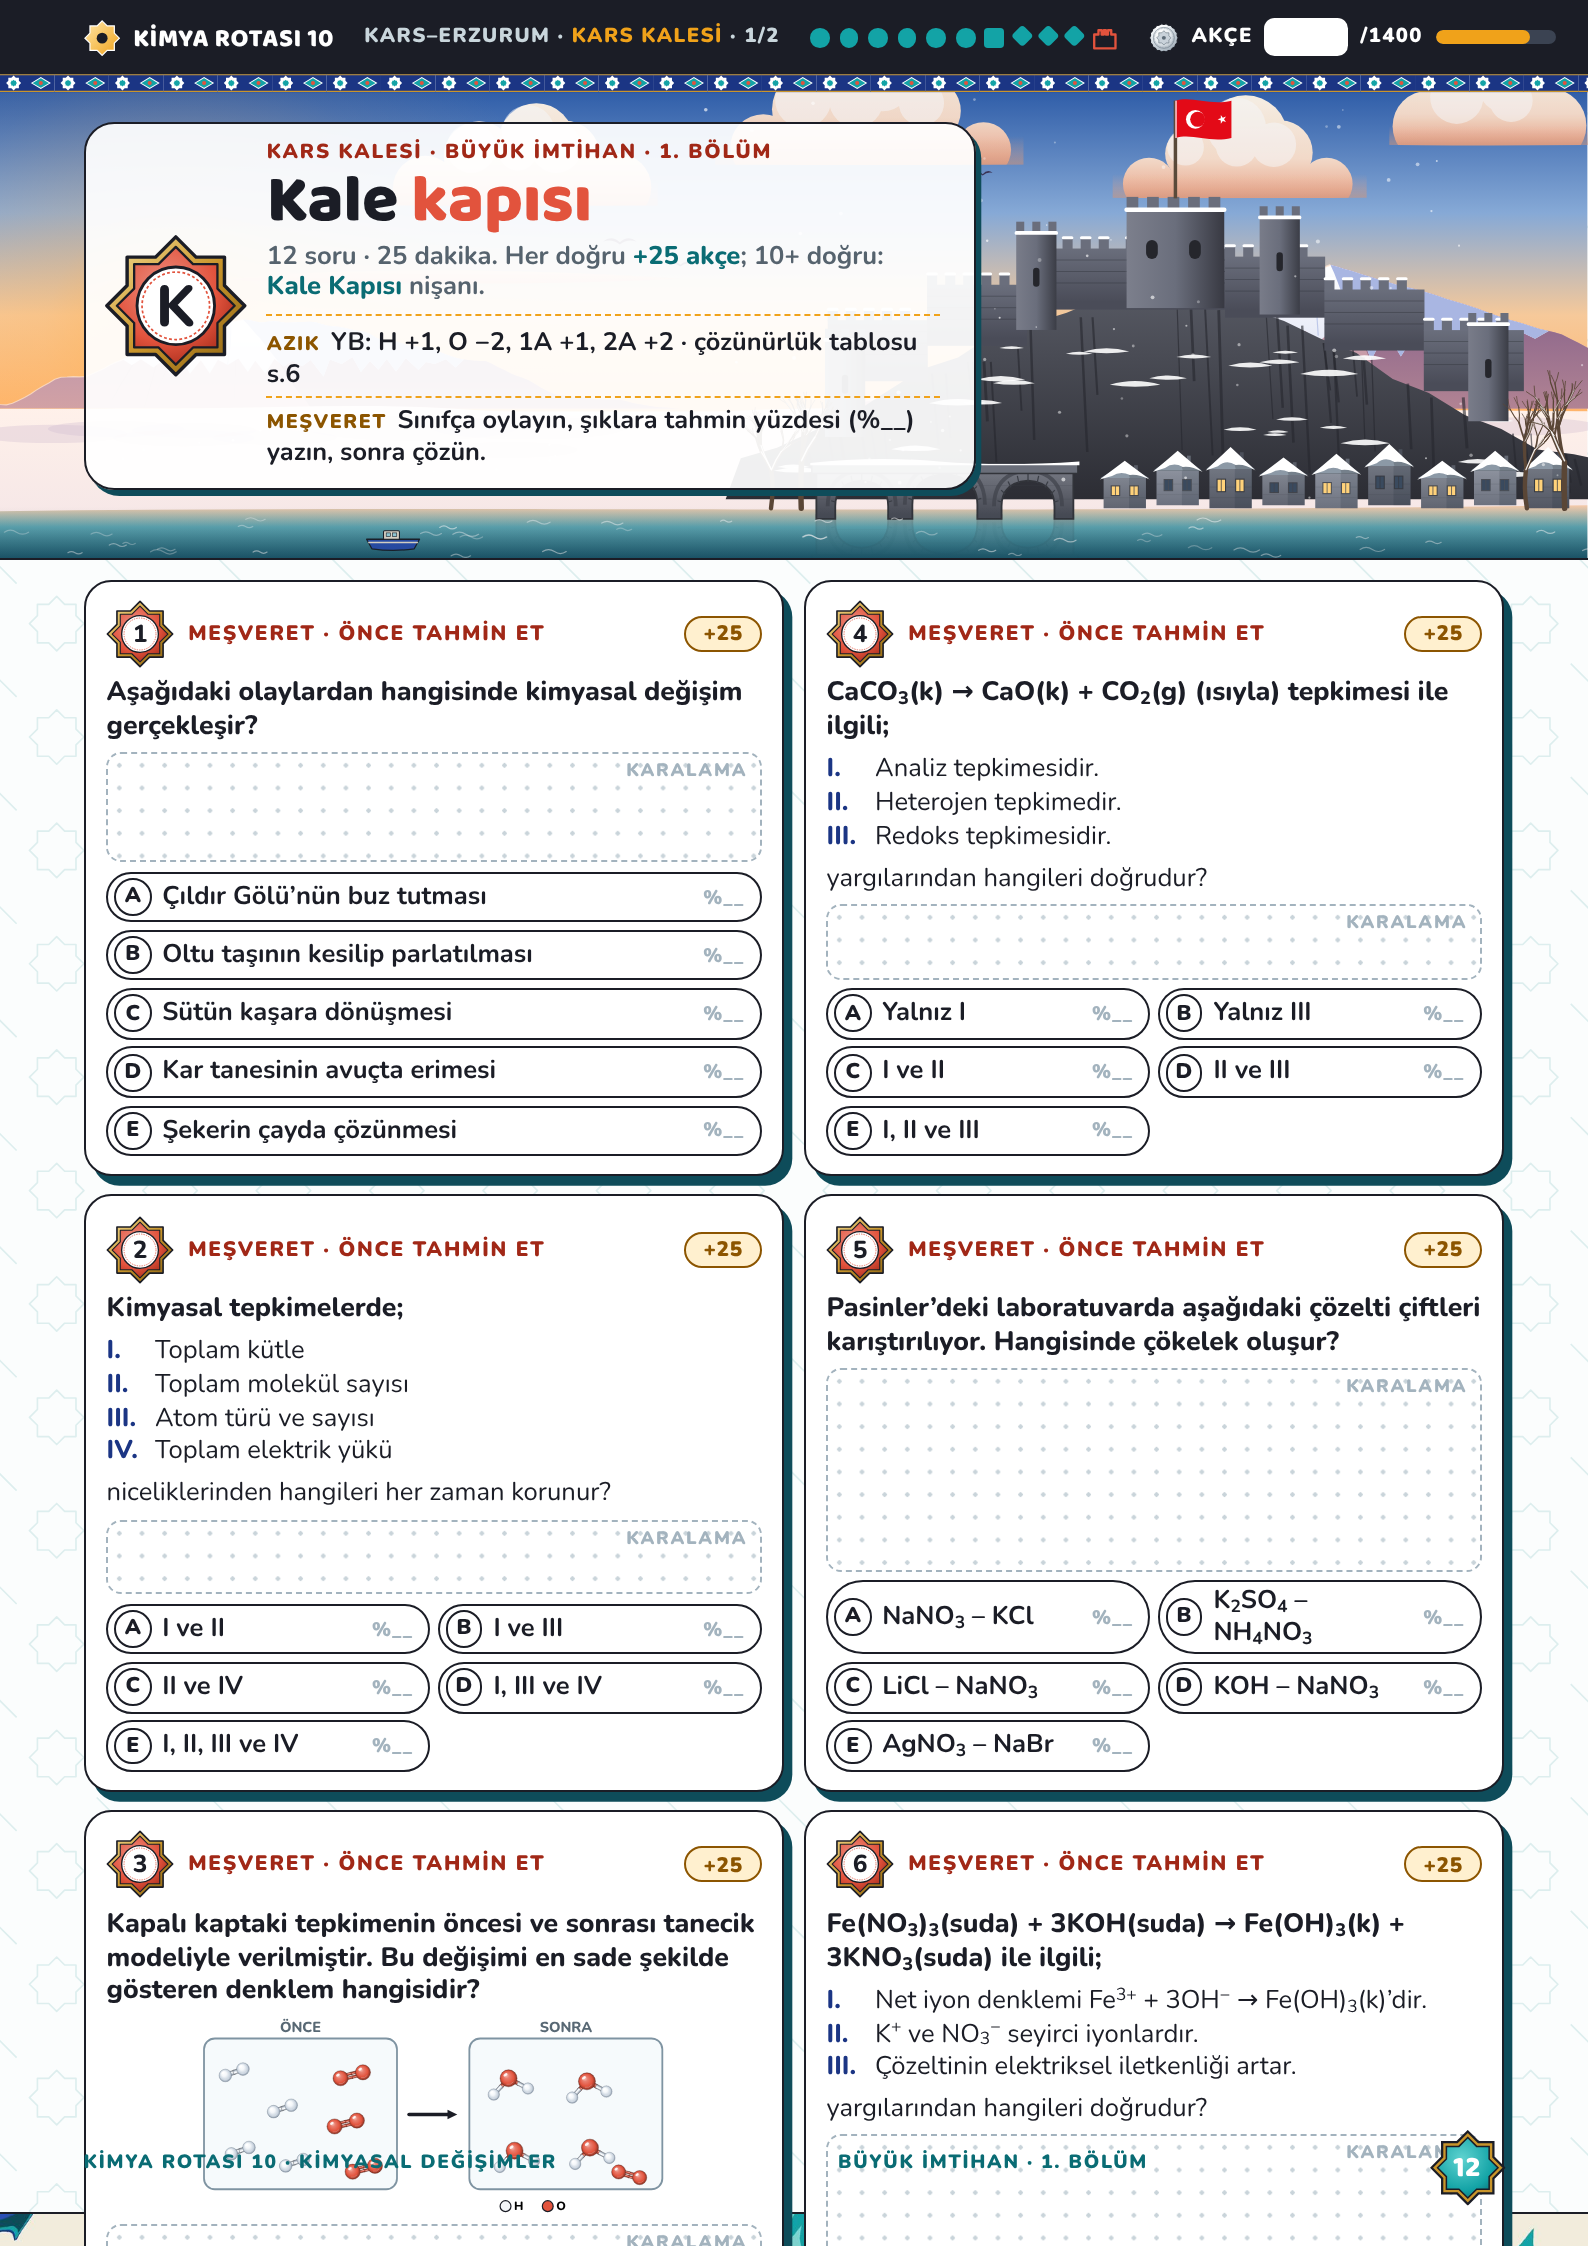 KİMYA ROTASI 10 KARS–ERZURUM · KARS KALESİ · 1/2 AKÇE /1400
KARS KALESİ · BÜYÜK İMTİHAN · 1. BÖLÜM
Kale kapısı
K
12 soru · 25 dakika. Her doğru +25 akçe; 10+ doğru:
Kale Kapısı nişanı.
AZIK YB: H +1, O −2, 1A +1, 2A +2 · çözünürlük tablosu
s.6
MEŞVERET Sınıfça oylayın, şıklara tahmin yüzdesi (%__)
yazın, sonra çözün.
1 MEŞVERET · ÖNCE TAHMİN ET +25
Aşağıdaki olaylardan hangisinde kimyasal değişim
gerçekleşir?
KARALAMA
A Çıldır Gölü’nün buz tutması %__
B Oltu taşının kesilip parlatılması %__
C Sütün kaşara dönüşmesi %__
D Kar tanesinin avuçta erimesi %__
E Şekerin çayda çözünmesi %__
2 MEŞVERET · ÖNCE TAHMİN ET +25
Kimyasal tepkimelerde;
I. Toplam kütle
II. Toplam molekül sayısı
III. Atom türü ve sayısı
IV. Toplam elektrik yükü
niceliklerinden hangileri her zaman korunur?
KARALAMA
A I ve II %__ B I ve III %__
C II ve IV %__ D I, III ve IV %__
E I, II, III ve IV %__
3 MEŞVERET · ÖNCE TAHMİN ET +25
Kapalı kaptaki tepkimenin öncesi ve sonrası tanecik
modeliyle verilmiştir. Bu değişimi en sade şekilde
gösteren denklem hangisidir?
ÖNCE SONRA
H O
KARALAMA
4 MEŞVERET · ÖNCE TAHMİN ET +25
CaCO₃(k) → CaO(k) + CO₂(g) (ısıyla) tepkimesi ile
ilgili;
I. Analiz tepkimesidir.
II. Heterojen tepkimedir.
III. Redoks tepkimesidir.
yargılarından hangileri doğrudur?
KARALAMA
A Yalnız I %__ B Yalnız III %__
C I ve II %__ D II ve III %__
E I, II ve III %__
5 MEŞVERET · ÖNCE TAHMİN ET +25
Pasinler’deki laboratuvarda aşağıdaki çözelti çiftleri
karıştırılıyor. Hangisinde çökelek oluşur?
KARALAMA
A NaNO₃ – KCl %__ B K₂SO₄ –
NH₄NO₃ %__
C LiCl – NaNO₃ %__ D KOH – NaNO₃ %__
E AgNO₃ – NaBr %__
6 MEŞVERET · ÖNCE TAHMİN ET +25
Fe(NO₃)₃(suda) + 3KOH(suda) → Fe(OH)₃(k) +
3KNO₃(suda) ile ilgili;
I. Net iyon denklemi Fe³⁺ + 3OH⁻ → Fe(OH)₃(k)’dir.
II. K⁺ ve NO₃⁻ seyirci iyonlardır.
III. Çözeltinin elektriksel iletkenliği artar.
yargılarından hangileri doğrudur?
KİMYA ROTASI 10 · KİMYASAL DEĞİŞİMLER BÜYÜK İMTİHAN · 1. BÖLÜM 12